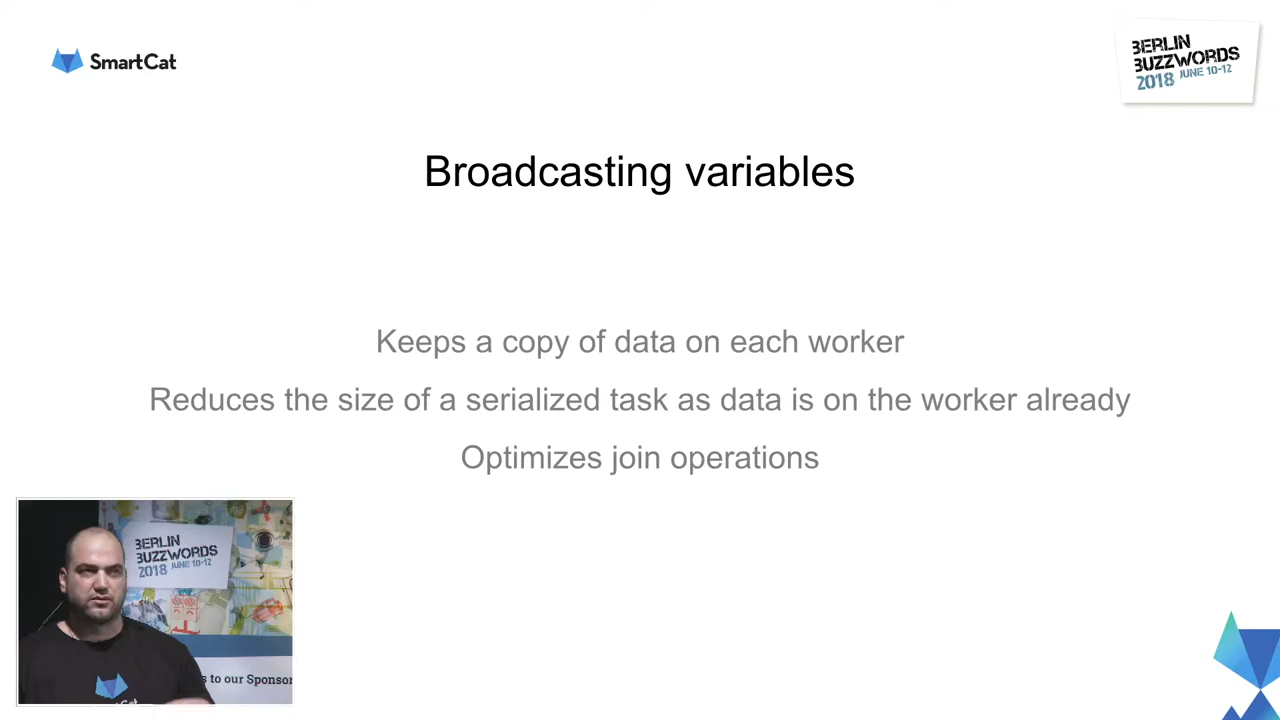 SmartCat
BERLIN
BUZZWORDS
2018 JUNE 10-12
Broadcasting variables
Keeps a copy of data on each worker
Reduces the size of a serialized task as data is on the worker already
Optimizes join operations
BERLIN
BUZZWORDS
2018 JUNE 10-12
s to our Sponsor